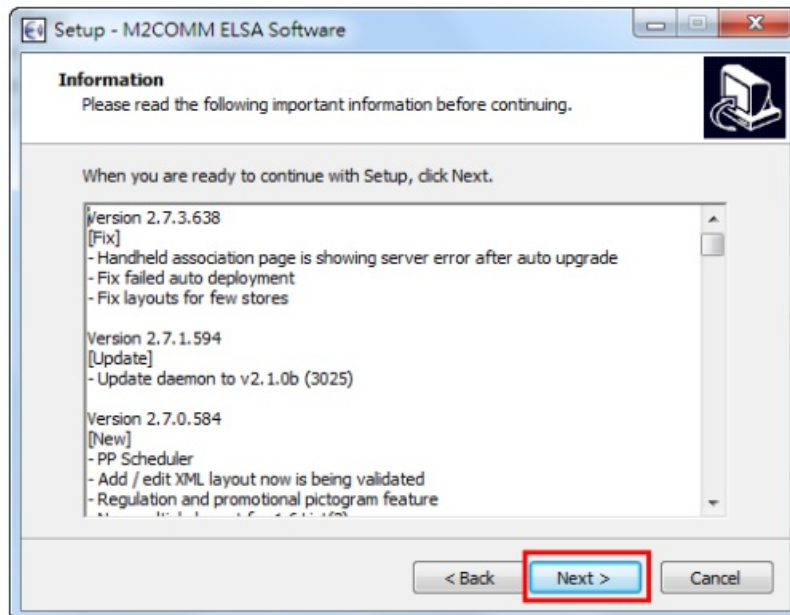 Setup - M2COMM ELSA Software
Information
Please read the following important information before continuing.
When you are ready to continue with Setup, click Next.
Version 2.7.3.638
[Fix]
- Handheld association page is showing server error after auto upgrade
- Fix failed auto deployment
- Fix layouts for few stores
Version 2.7.1.594
[Update]
- Update daemon to v2.1.0b (3025)
Version 2.7.0.584
[New]
- PP Scheduler
- Add / edit XML layout now is being validated
- Regulation and promotional pictogram feature
< Back
Next >
Cancel